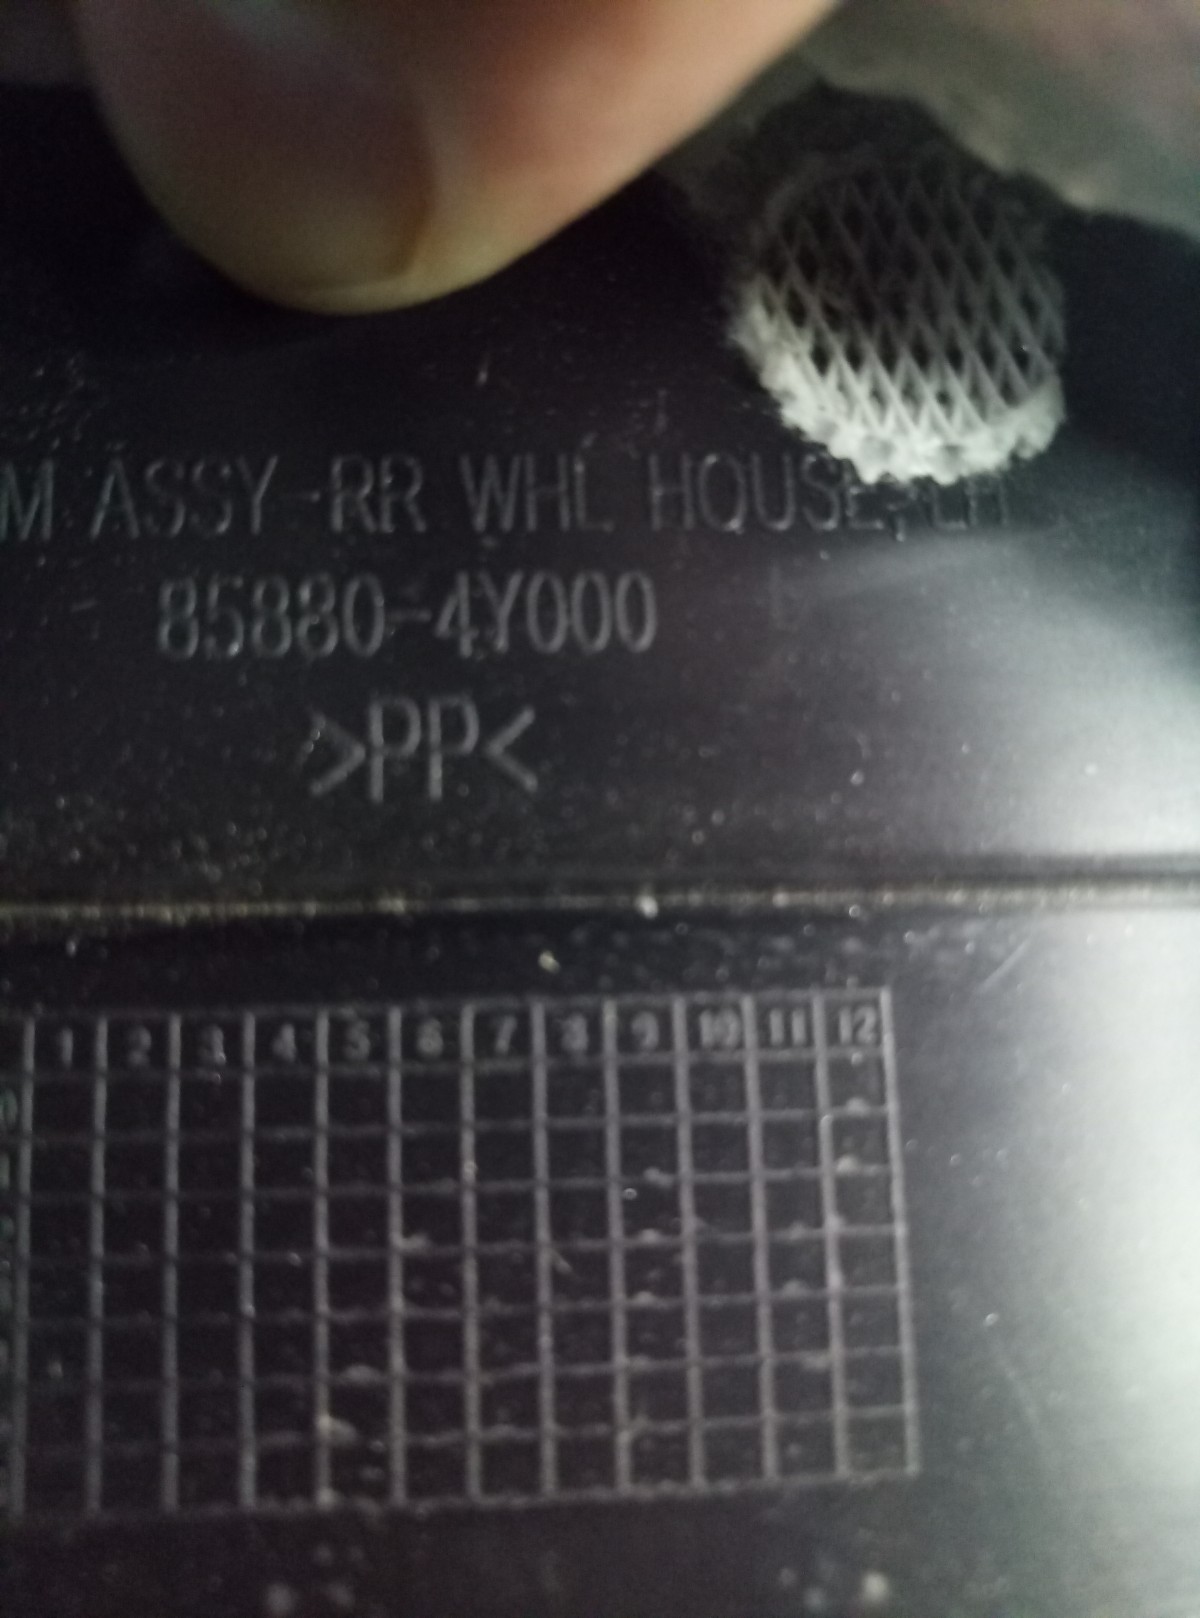 M ASSY-RR WHL HOUSE, LH
85880-4Y000
>PP<
1 2 3 4 5 6 7 8 9 10 11 12